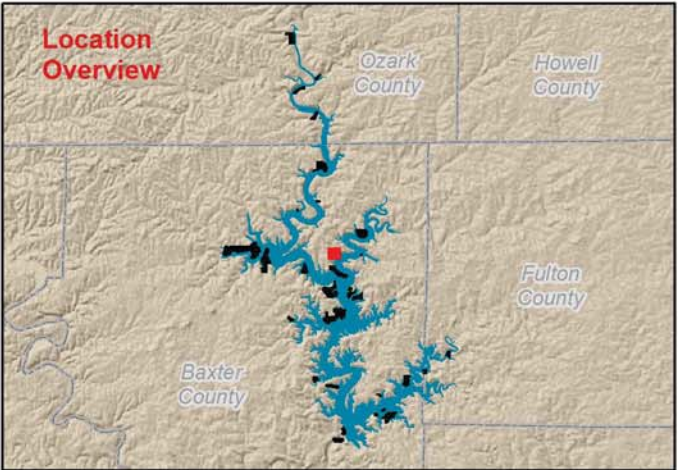 Location
Overview
Ozark
County
Howell
County
Fulton
County
Baxter
County